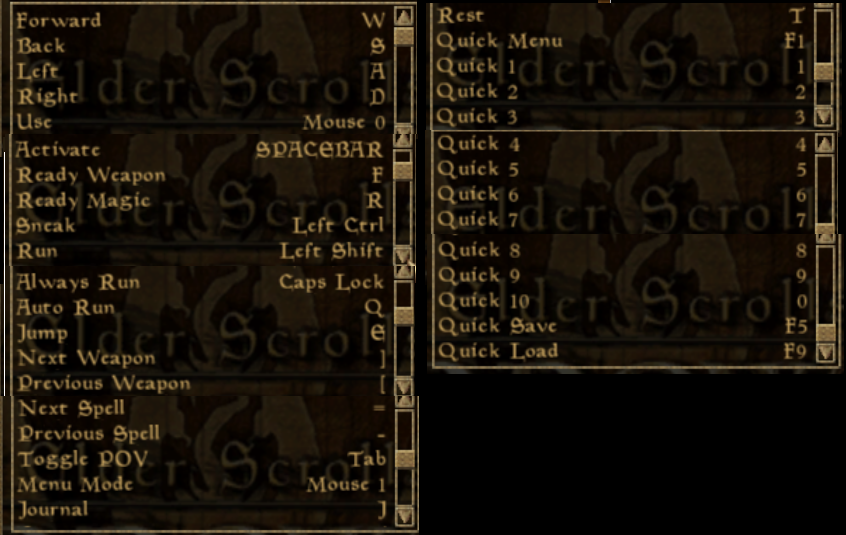 Forward W
Back S
Left A
Right D
Use Mouse 0
Activate SPACEBAR
Ready Weapon F
Ready Magic R
Sneak Left Ctrl
Run Left Shift
Always Run Caps Lock
Auto Run Q
Jump E
Next Weapon ]
Previous Weapon [
Next Spell =
Previous Spell -
Toggle POV Tab
Menu Mode Mouse 1
Journal J
Rest T
Quick Menu F1
Quick 1 1
Quick 2 2
Quick 3 3
Quick 4 4
Quick 5 5
Quick 6 6
Quick 7 7
Quick 8 8
Quick 9 9
Quick 10 0
Quick Save F5
Quick Load F9
Elder Scroll